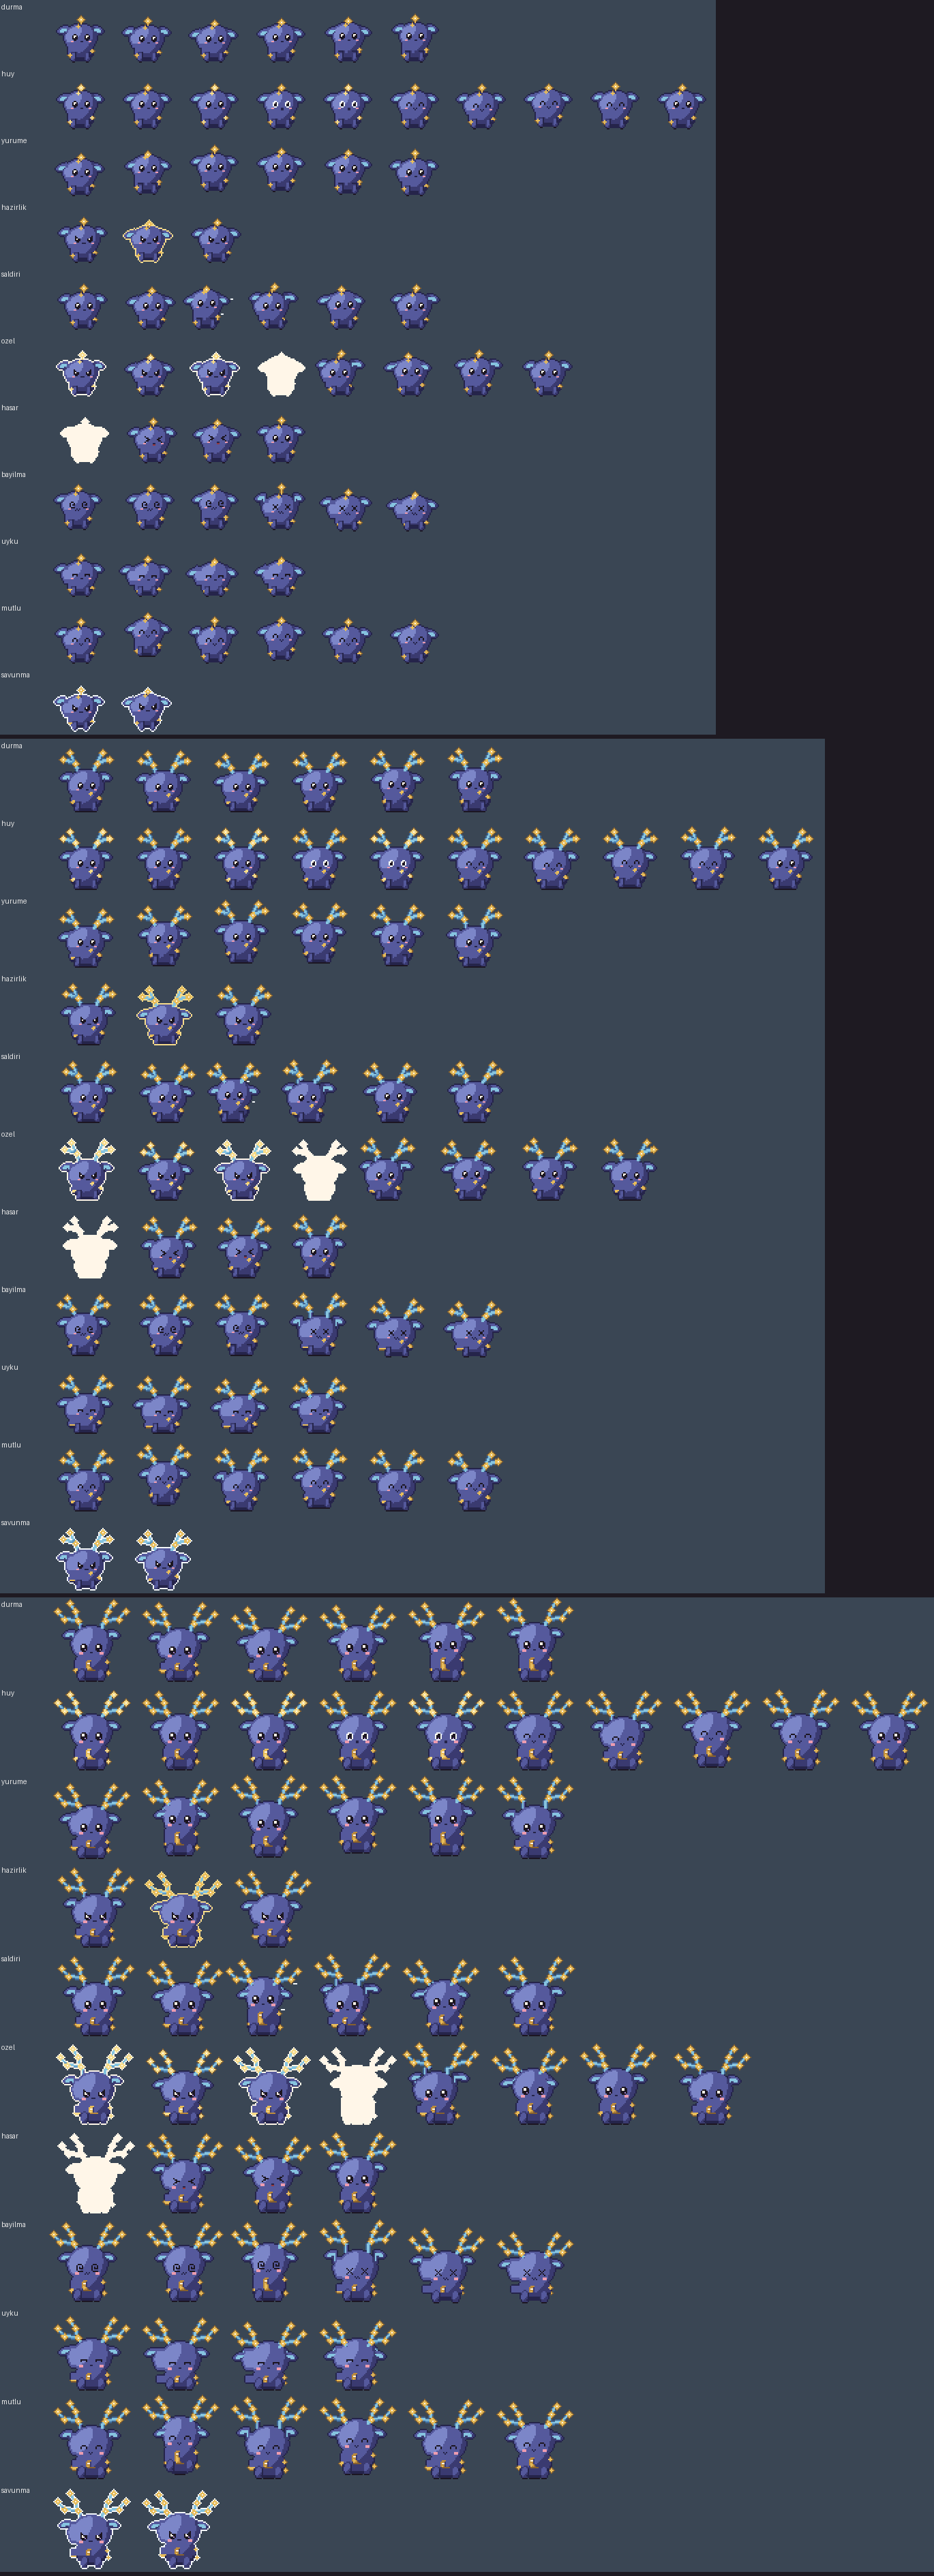 durma
huy
yurume
hazirlik
saldiri
ozel
hasar
bayilma
uyku
mutlu
savunma
durma
huy
yurume
hazirlik
saldiri
ozel
hasar
bayilma
uyku
mutlu
savunma
durma
huy
yurume
hazirlik
saldiri
ozel
hasar
bayilma
uyku
mutlu
savunma